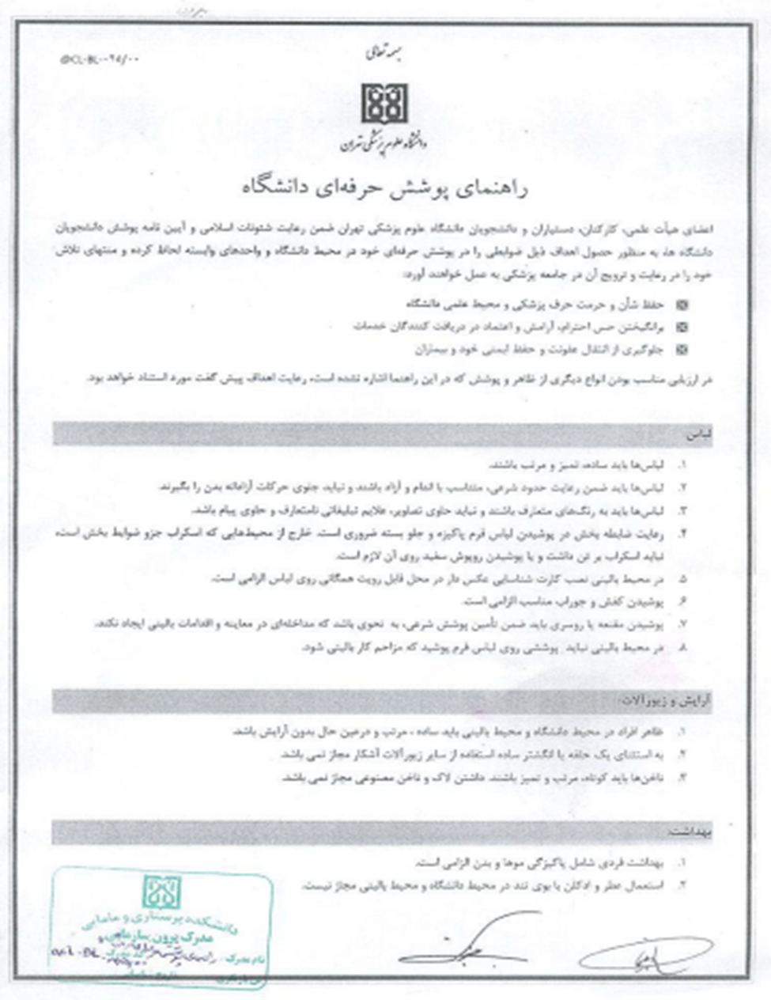 بسمه تعالی
دانشگاه علوم پزشکی تهران
راهنمای پوشش حرفه‌ای دانشگاه
اعضای هیأت علمی، کارکنان، دستیاران و دانشجویان دانشگاه علوم پزشکی تهران ضمن رعایت شئونات اسلامی و آیین نامه پوشش دانشجویان
دانشگاه ها، به منظور حصول اهداف ذیل ضوابطی را در پوشش حرفه‌ای خود در محیط دانشگاه و واحدهای وابسته لحاظ کرده و منتهای تلاش
خود را در رعایت و ترویج آن در جامعه پزشکی به عمل خواهند آورد:
حفظ شأن و حرمت حرف پزشکی و محیط علمی دانشگاه
برانگیختن حس احترام، آرامش و اعتماد در دریافت کنندگان خدمات
جلوگیری از انتقال عفونت و حفظ ایمنی خود و بیماران
در ارزیابی مناسب بودن انواع دیگری از ظاهر و پوشش که در این راهنما اشاره نشده است، رعایت اهداف پیش گفت مورد استناد خواهد بود.
لباس
۱. لباس‌ها باید ساده، تمیز و مرتب باشند.
۲. لباس‌ها باید ضمن رعایت حدود شرعی، متناسب با اندام و آزاد باشند و نباید جلوی حرکات آزادانه بدن را بگیرند.
۳. لباس‌ها باید به رنگ‌های متعارف باشند و نباید حاوی تصاویر، علایم تبلیغاتی نامتعارف و حاوی پیام باشد.
۴. رعایت ضابطه بخش در پوشیدن لباس فرم پاکیزه و جلو بسته ضروری است. خارج از محیط‌هایی که اسکراب جزو ضوابط بخش است،
نباید اسکراب بر تن داشت و یا پوشیدن روپوش سفید روی آن لازم است.
۵. در محیط بالینی نصب کارت شناسایی عکس دار در محل قابل رویت همگانی روی لباس الزامی است.
۶. پوشیدن کفش و جوراب مناسب الزامی است.
۷. پوشیدن مقنعه یا روسری باید ضمن تأمین پوشش شرعی، به نحوی باشد که مداخله‌ای در معاینه و اقدامات بالینی ایجاد نکند.
۸. در محیط بالینی نباید پوششی روی لباس فرم پوشید که مزاحم کار بالینی شود.
آرایش و زیورآلات:
۱. ظاهر افراد در محیط دانشگاه و محیط بالینی باید ساده ، مرتب و درعین حال بدون آرایش باشد.
۲. به استثنای یک حلقه یا انگشتر ساده استفاده از سایر زیورآلات آشکار مجاز نمی باشد.
۳. ناخن‌ها باید کوتاه، مرتب و تمیز باشند. داشتن لاک و ناخن مصنوعی مجاز نمی باشد.
بهداشت:
۱. بهداشت فردی شامل پاکیزگی موها و بدن الزامی است.
۲. استعمال عطر و ادکلن با بوی تند در محیط دانشگاه و محیط بالینی مجاز نیست.
دانشکده پرستاری و مامایی
مدرک برون سازمانی
نام مدرک: